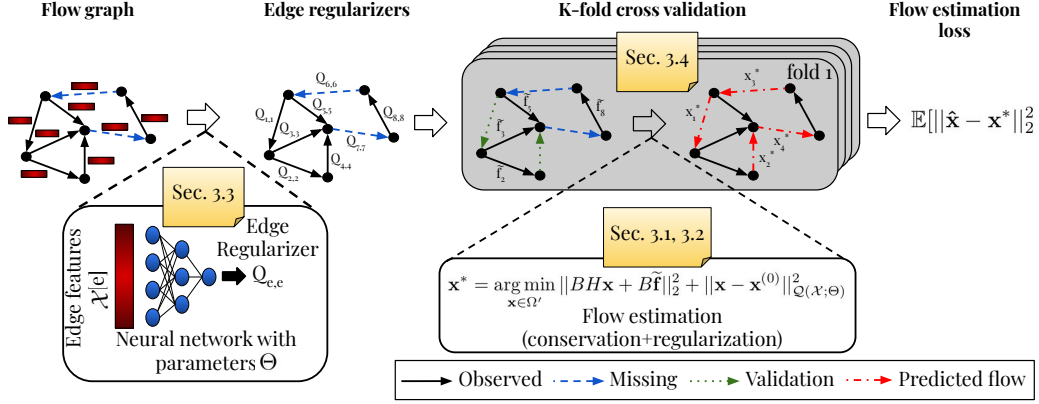 Flow graph
Edge regularizers
K-fold cross validation
Flow estimation
loss
Q1,1
Q2,2
Q3,3
Q4,4
Q5,5
Q6,6
Q7,7
Q8,8
Sec. 3.4
fold 1
f̃2
f̃3
f̃5
f̃8
x1*
x2*
x3*
x4*
𝔼[||x̂ − x*||₂²
Sec. 3.3
Edge features
𝒳[e]
Edge
Regularizer
Qe,e
Neural network with
parameters Θ
Sec. 3.1, 3.2
x* = arg min ||BHx + Bf̃||₂² + ||x − x⁽⁰⁾||²𝒬(𝒳;Θ)
x∈Ω′
Flow estimation
(conservation+regularization)
Observed
Missing
Validation
Predicted flow